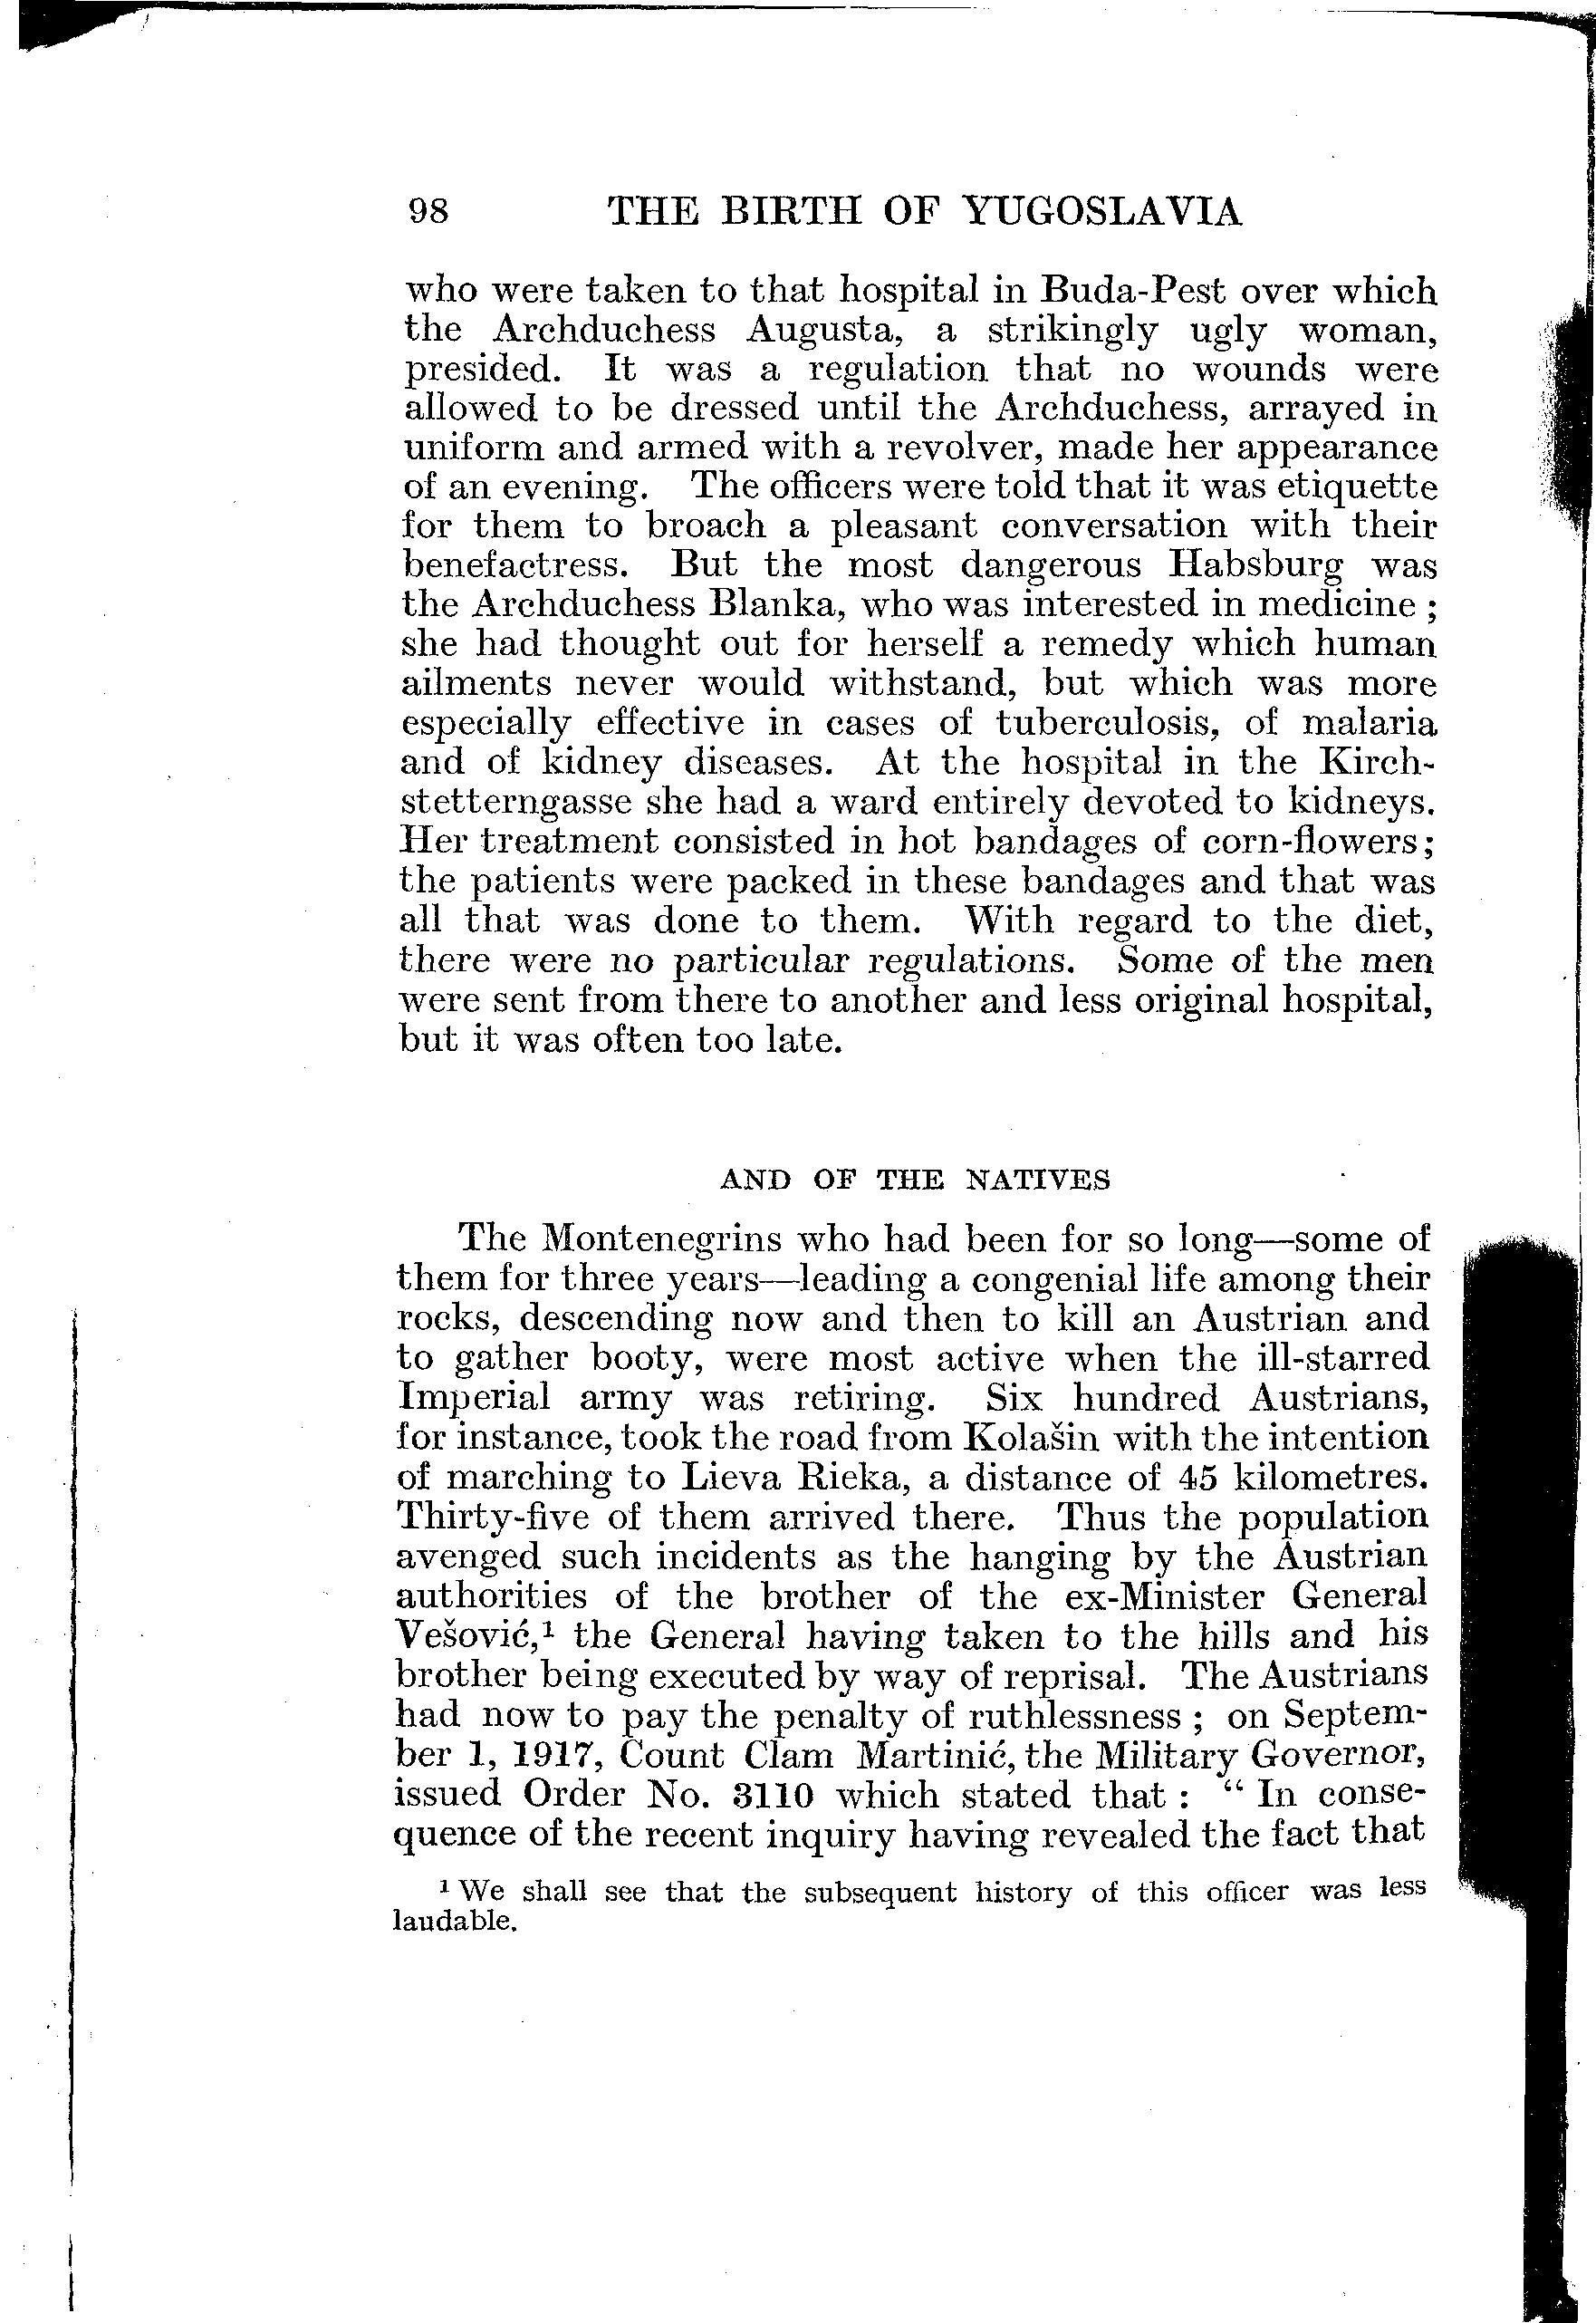 98 THE BIRTH OF YUGOSLAVIA
who were taken to that hospital in Buda-Pest over which
the Archduchess Augusta, a strikingly ugly woman,
presided. It was a regulation that no wounds were
allowed to be dressed until the Archduchess, arrayed in
uniform and armed with a revolver, made her appearance
of an evening. The officers were told that it was etiquette
for them to broach a pleasant conversation with their
benefactress. But the most dangerous Habsburg was
the Archduchess Blanka, who was interested in medicine ;
she had thought out for herself a remedy which human
ailments never would withstand, but which was more
especially effective in cases of tuberculosis, of malaria
and of kidney diseases. At the hospital in the Kirch-
stetterngasse she had a ward entirely devoted to kidneys.
Her treatment consisted in hot bandages of corn-flowers;
the patients were packed in these bandages and that was
all that was done to them. With regard to the diet,
there were no particular regulations. Some of the men
were sent from there to another and less original hospital,
but it was often too late.
AND OF THE NATIVES
The Montenegrins who had been for so long—some of
them for three years—leading a congenial life among their
rocks, descending now and then to kill an Austrian and
to gather booty, were most active when the ill-starred
Imperial army was retiring. Six hundred Austrians,
for instance, took the road from Kolašin with the intention
of marching to Lieva Rieka, a distance of 45 kilometres.
Thirty-five of them arrived there. Thus the population
avenged such incidents as the hanging by the Austrian
authorities of the brother of the ex-Minister General
Vešović,¹ the General having taken to the hills and his
brother being executed by way of reprisal. The Austrians
had now to pay the penalty of ruthlessness ; on Septem-
ber 1, 1917, Count Clam Martinić, the Military Governor,
issued Order No. 3110 which stated that : “ In conse-
quence of the recent inquiry having revealed the fact that
¹ We shall see that the subsequent history of this officer was less
laudable.